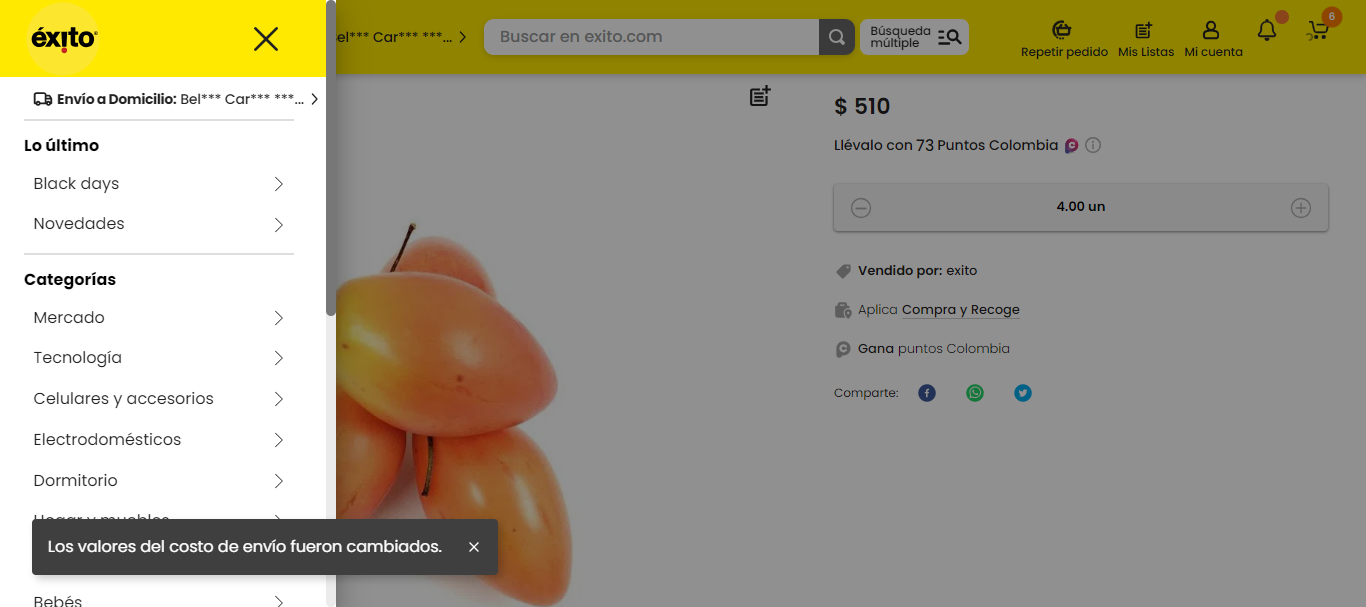 éxito
Envío a Domicilio: Bel*** Car*** ***...
Lo último
Black days
Novedades
Categorías
Mercado
Tecnología
Celulares y accesorios
Electrodomésticos
Dormitorio
Hogar y muebles
Bebés
Los valores del costo de envío fueron cambiados.
Bel*** Car*** ***...
Buscar en exito.com
Búsqueda
múltiple
Repetir pedido
Mis Listas
Mi cuenta
6
$ 510
Llévalo con 73 Puntos Colombia
4.00 un
Vendido por: exito
Aplica Compra y Recoge
Gana puntos Colombia
Comparte: